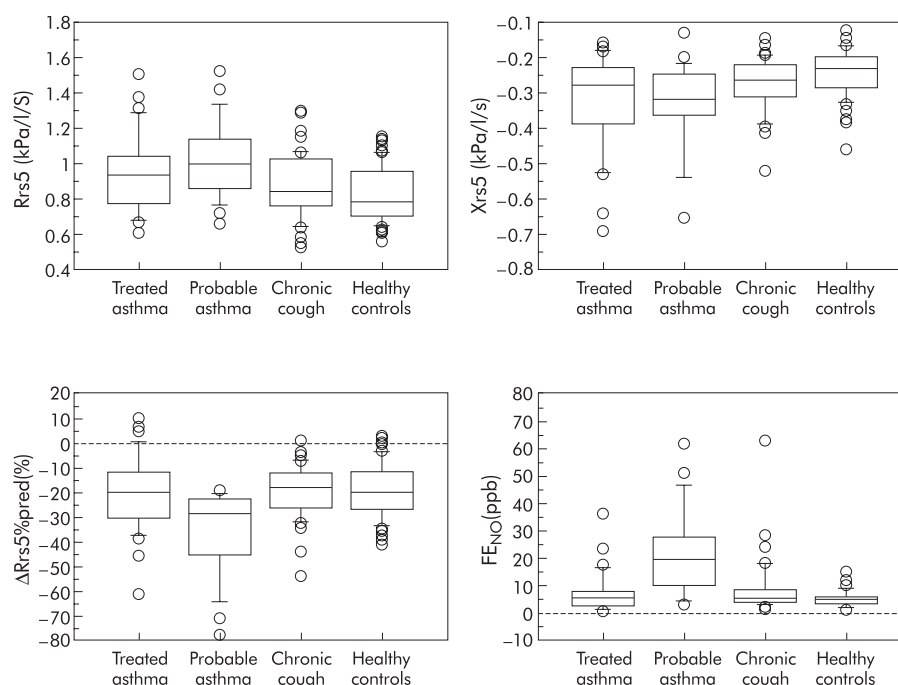 Rrs5 (kPa/l/S)
1.8
1.6
1.4
1.2
1
0.8
0.6
0.4
Treated asthma
Probable asthma
Chronic cough
Healthy controls
Xrs5 (kPa/l/s)
–0.1
–0.2
–0.3
–0.4
–0.5
–0.6
–0.7
–0.8
Treated asthma
Probable asthma
Chronic cough
Healthy controls
ΔRrs5%pred(%)
20
10
0
–10
–20
–30
–40
–50
–60
–70
–80
Treated asthma
Probable asthma
Chronic couah
Healthy controls
FENO(ppb)
80
70
60
50
40
30
20
10
0
–10
Treated asthma
Probable asthma
Chronic couah
Healthy controls